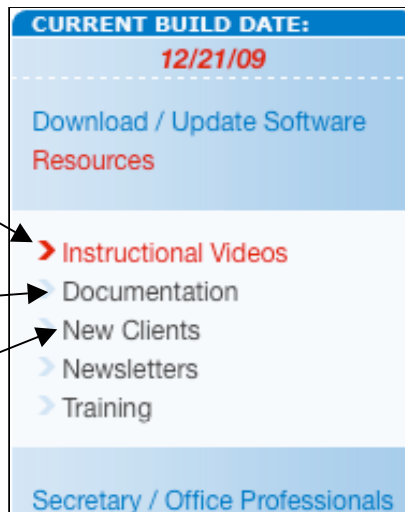 CURRENT BUILD DATE:
12/21/09
Download / Update Software
Resources
Instructional Videos
Documentation
New Clients
Newsletters
Training
Secretary / Office Professionals